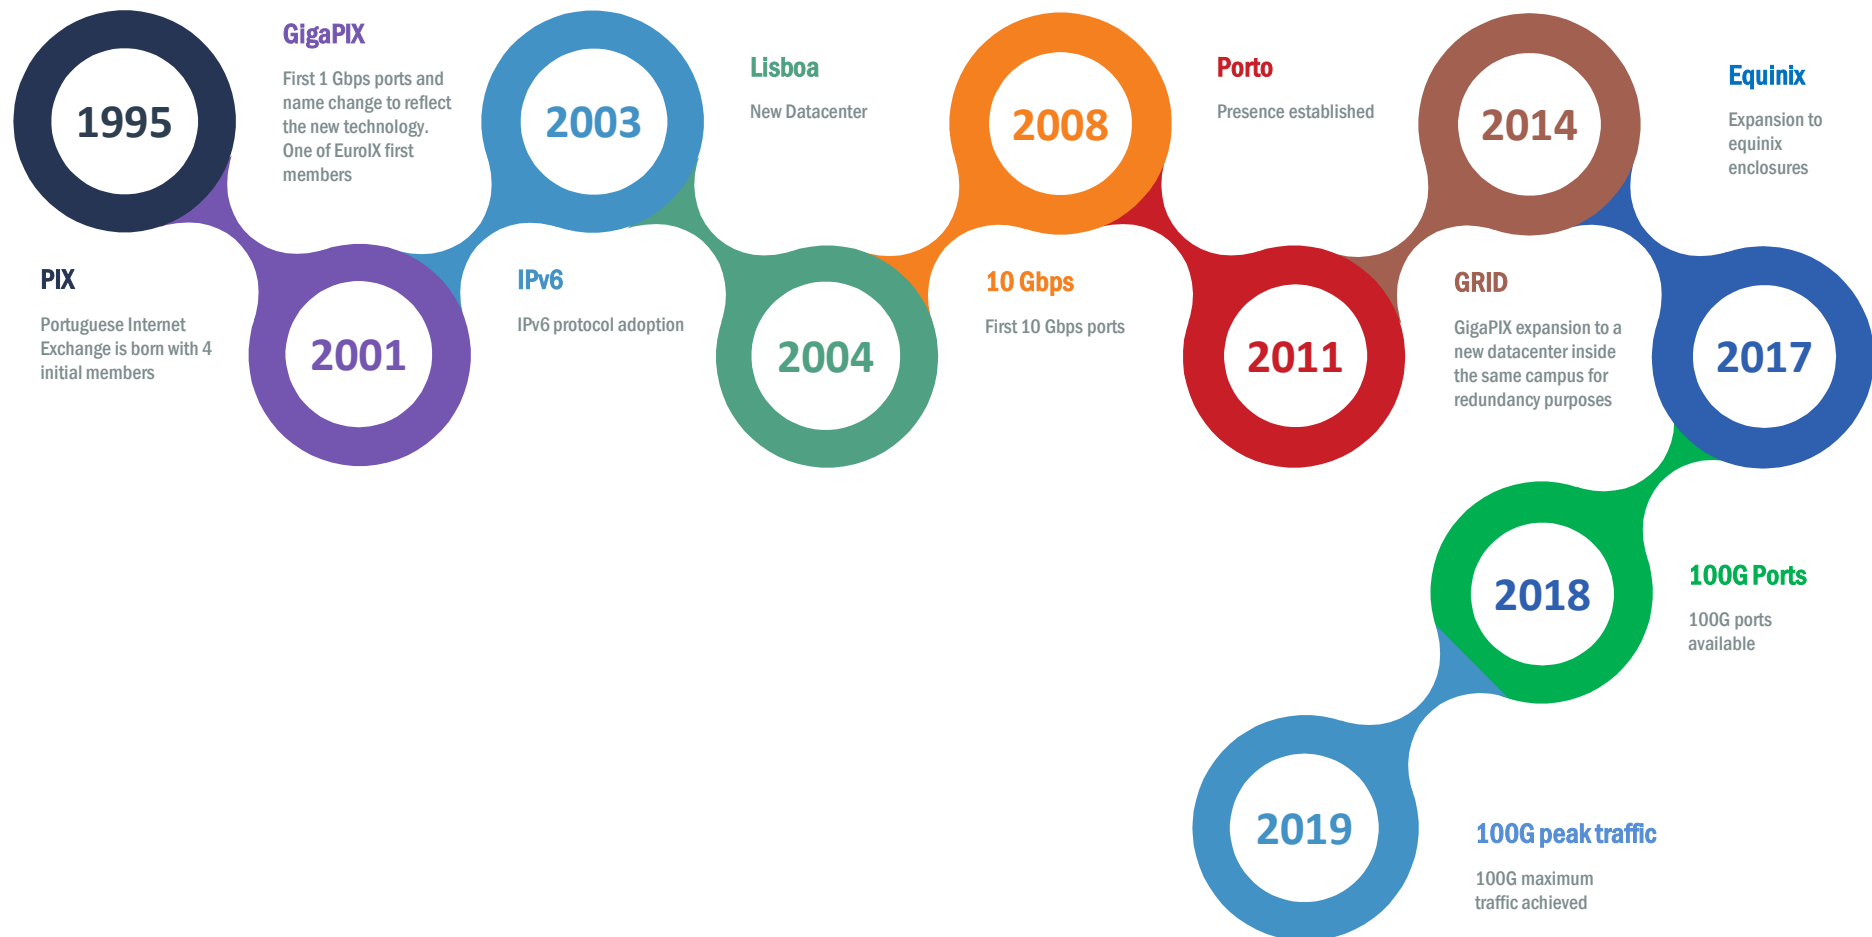 1995
PIX
Portuguese Internet
Exchange is born with 4
initial members
GigaPIX
First 1 Gbps ports and
name change to reflect
the new technology.
One of EuroIX first
members
2001
2003
IPv6
IPv6 protocol adoption
Lisboa
New Datacenter
2004
2008
10 Gbps
First 10 Gbps ports
Porto
Presence established
2011
2014
GRID
GigaPIX expansion to a
new datacenter inside
the same campus for
redundancy purposes
Equinix
Expansion to
equinix
enclosures
2017
2018
100G Ports
100G ports
available
2019
100G peak traffic
100G maximum
traffic achieved